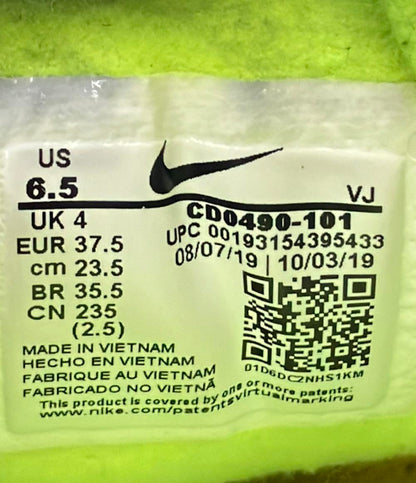 US
6.5
VJ
UK 4
CD0490-101
EUR 37.5
UPC 00193154395433
cm 23.5
08/07/19 | 10/03/19
BR 35.5
CN 235
(2.5)
01D6DC2NHS1KM
MADE IN VIETNAM
HECHO EN VIETNAM
FABRIQUE AU VIETNAM
FABRICADO NO VIETNÃ
This product is covered by one or more patents:
www.nike.com/patentsvirtualmarking